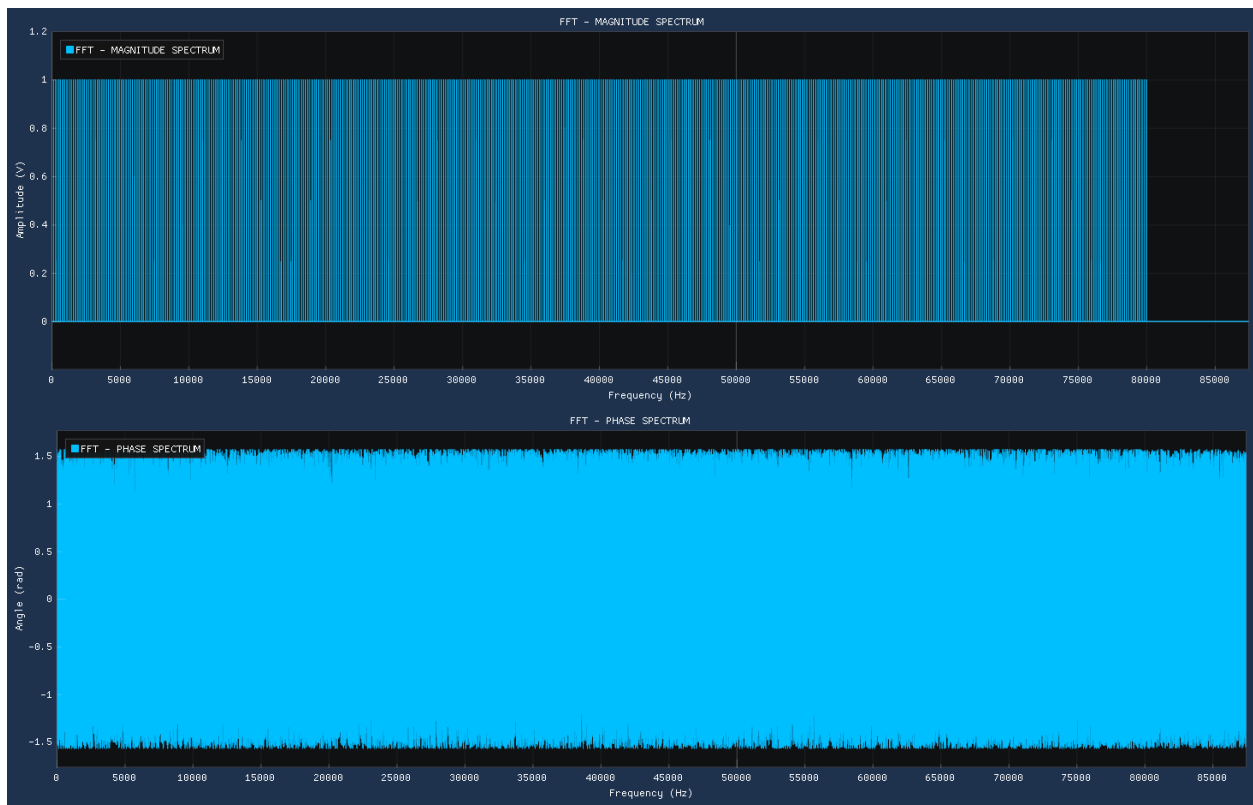 FFT - MAGNITUDE SPECTRUM
FFT - MAGNITUDE SPECTRUM
1.2
1
0.8
0.6
0.4
0.2
0
Amplitude (V)
0 5000 10000 15000 20000 25000 30000 35000 40000 45000 50000 55000 60000 65000 70000 75000 80000 85000
Frequency (Hz)
FFT - PHASE SPECTRUM
FFT - PHASE SPECTRUM
1.5
1
0.5
0
-0.5
-1
-1.5
Angle (rad)
0 5000 10000 15000 20000 25000 30000 35000 40000 45000 50000 55000 60000 65000 70000 75000 80000 85000
Frequency (Hz)